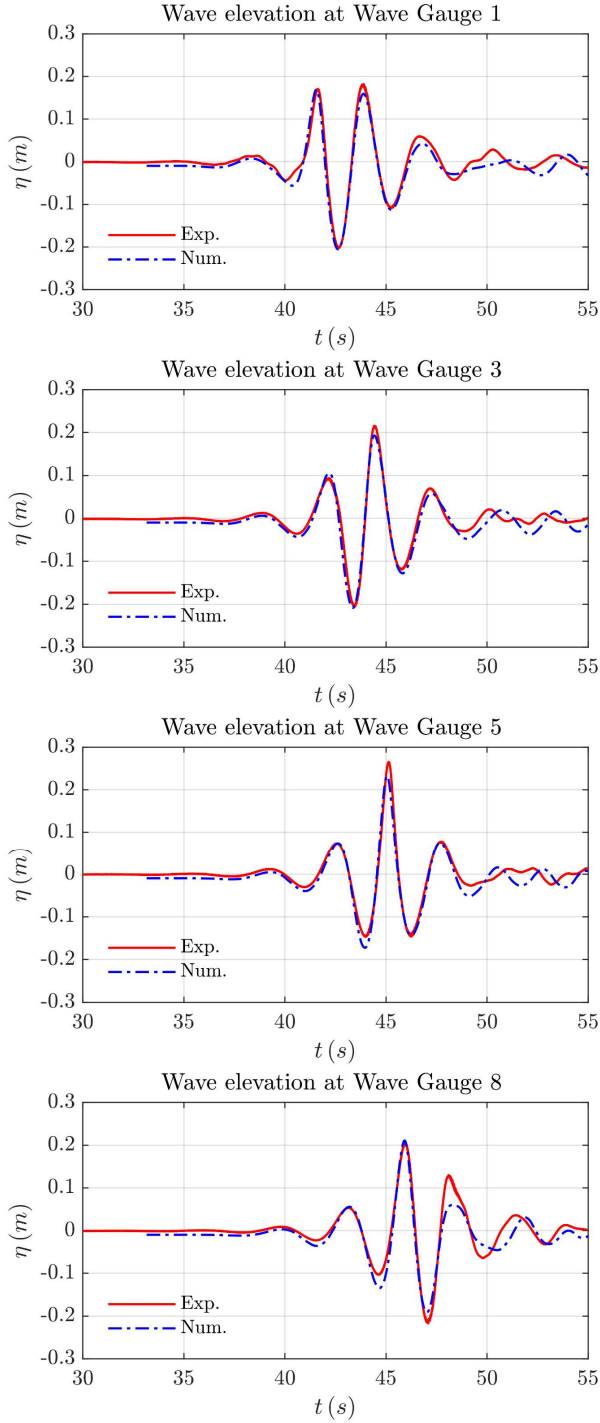 Wave elevation at Wave Gauge 1
0.3
0.2
0.1
0
-0.1
-0.2
-0.3
η (m)
Exp.
Num.
30 35 40 45 50 55
t (s)
Wave elevation at Wave Gauge 3
0.3
0.2
0.1
0
-0.1
-0.2
-0.3
η (m)
Exp.
Num.
30 35 40 45 50 55
t (s)
Wave elevation at Wave Gauge 5
0.3
0.2
0.1
0
-0.1
-0.2
-0.3
η (m)
Exp.
Num.
30 35 40 45 50 55
t (s)
Wave elevation at Wave Gauge 8
0.3
0.2
0.1
0
-0.1
-0.2
-0.3
η (m)
Exp.
Num.
30 35 40 45 50 55
t (s)